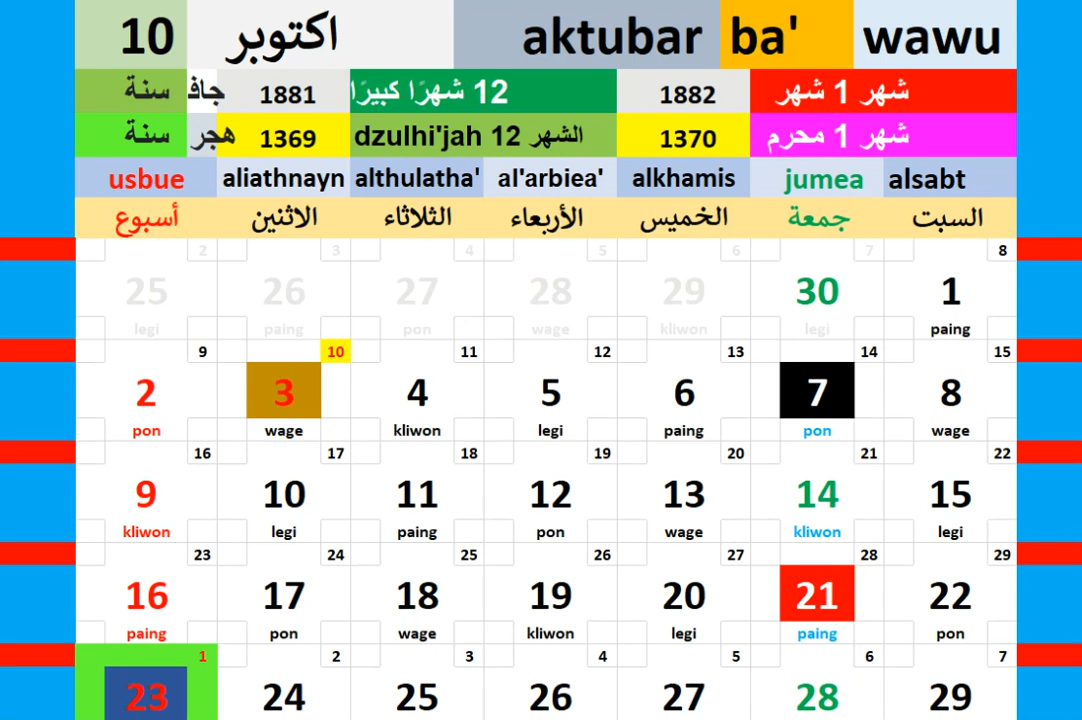 10 اكتوبر aktubar ba' wawu
سنة جاف 1881 12 شهرًا كبيرًا 1882 شهر 1 شهر
سنة هجر 1369 dzulhi'jah 12 الشهر 1370 شهر 1 محرم
usbue aliathnayn althulatha' al'arbiea' alkhamis jumea alsabt
أسبوع الاثنين الثلاثاء الأربعاء الخميس جمعة السبت
2 3 4 5 6 7 8
25 26 27 28 29 30 1
legi paing pon wage kliwon legi paing
9 10 11 12 13 14 15
2 3 4 5 6 7 8
pon wage kliwon legi paing pon wage
16 17 18 19 20 21 22
9 10 11 12 13 14 15
kliwon legi paing pon wage kliwon legi
23 24 25 26 27 28 29
16 17 18 19 20 21 22
paing pon wage kliwon legi paing pon
1 2 3 4 5 6 7
23 24 25 26 27 28 29